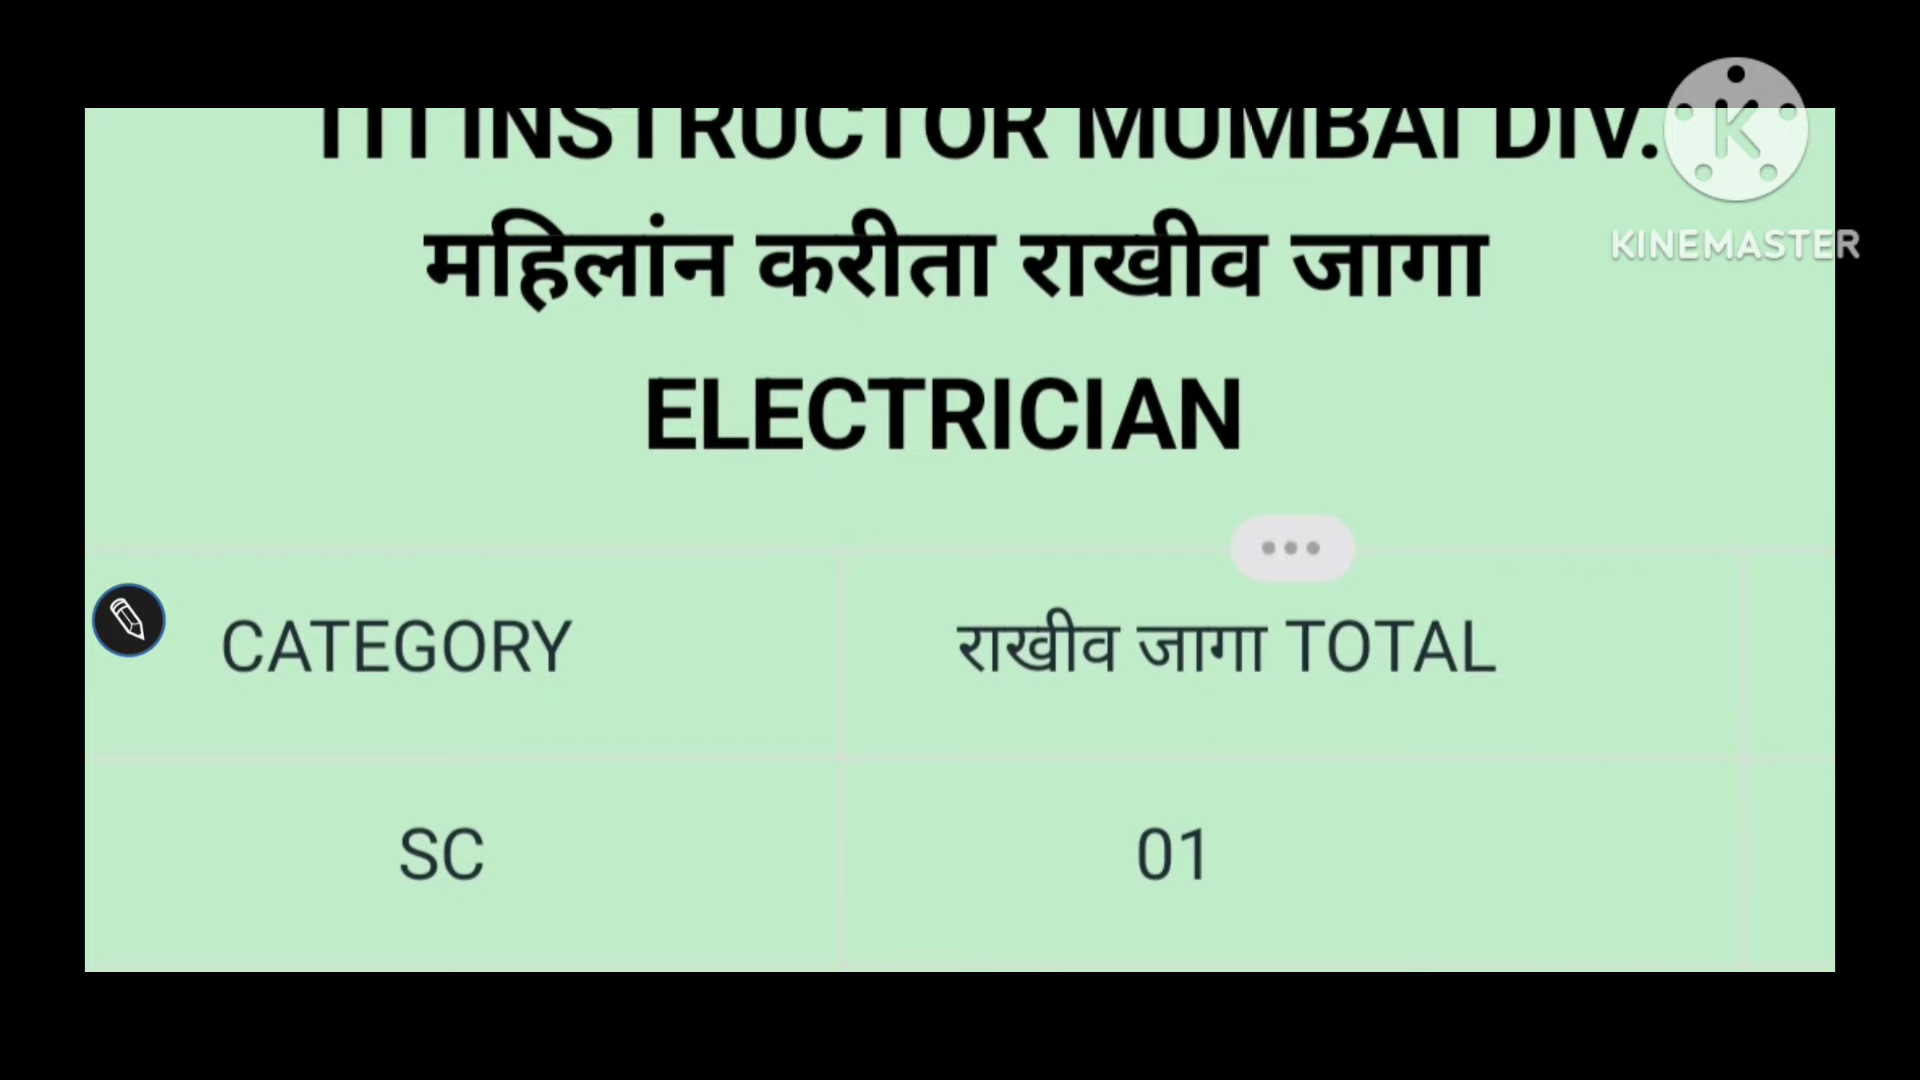 ITI INSTRUCTOR MUMBAI DIV.
महिलांन करीता राखीव जागा
ELECTRICIAN
CATEGORY राखीव जागा TOTAL
SC 01
K
KINEMASTER